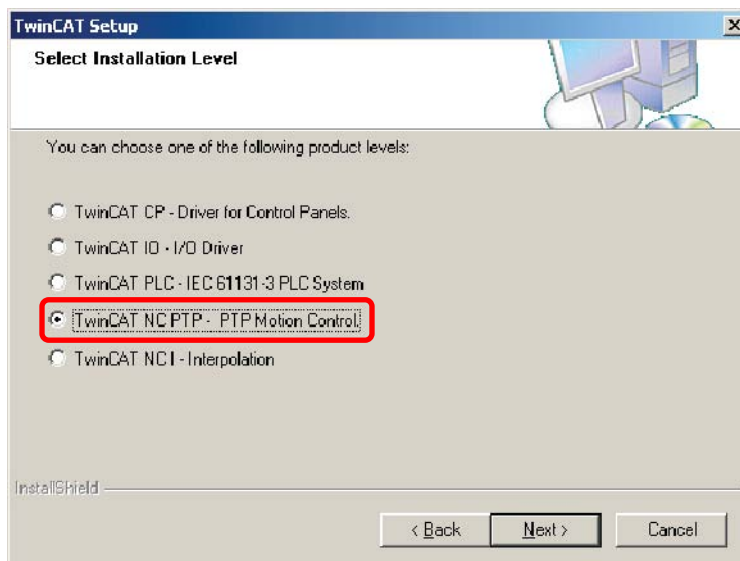 TwinCAT Setup
Select Installation Level
You can choose one of the following product levels:
TwinCAT CP - Driver for Control Panels.
TwinCAT IO - I/O Driver
TwinCAT PLC - IEC 61131-3 PLC System
TwinCAT NC PTP - PTP Motion Control
TwinCAT NC I - Interpolation
InstallShield
< Back Next > Cancel